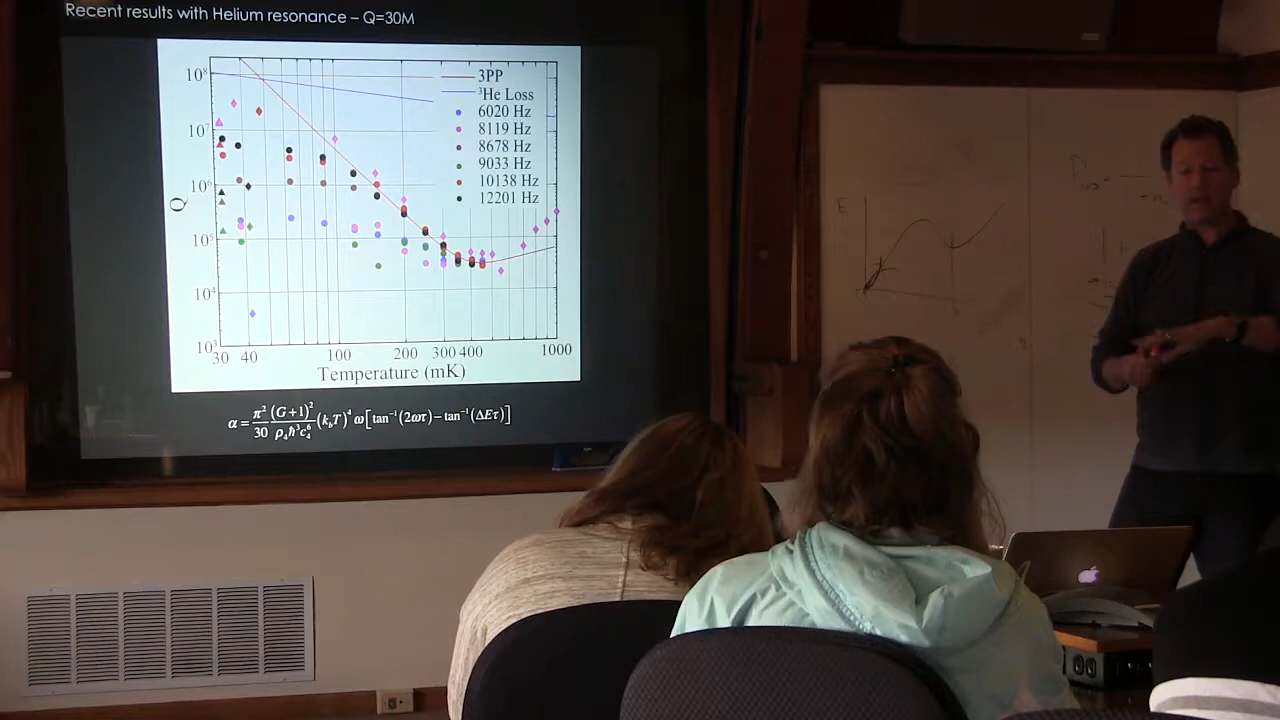 Recent results with Helium resonance – Q=30M
10⁸
10⁷
10⁶
10⁵
10⁴
10³
Q
3PP
³He Loss
6020 Hz
8119 Hz
8678 Hz
9033 Hz
10138 Hz
12201 Hz
30 40 100 200 300 400 1000
Temperature (mK)
α = π²/30 (G+1)²/ρ₄ℏ³c₄⁶ (k_bT)⁴ ω[tan⁻¹(2ωτ) – tan⁻¹(ΔEτ)]
E